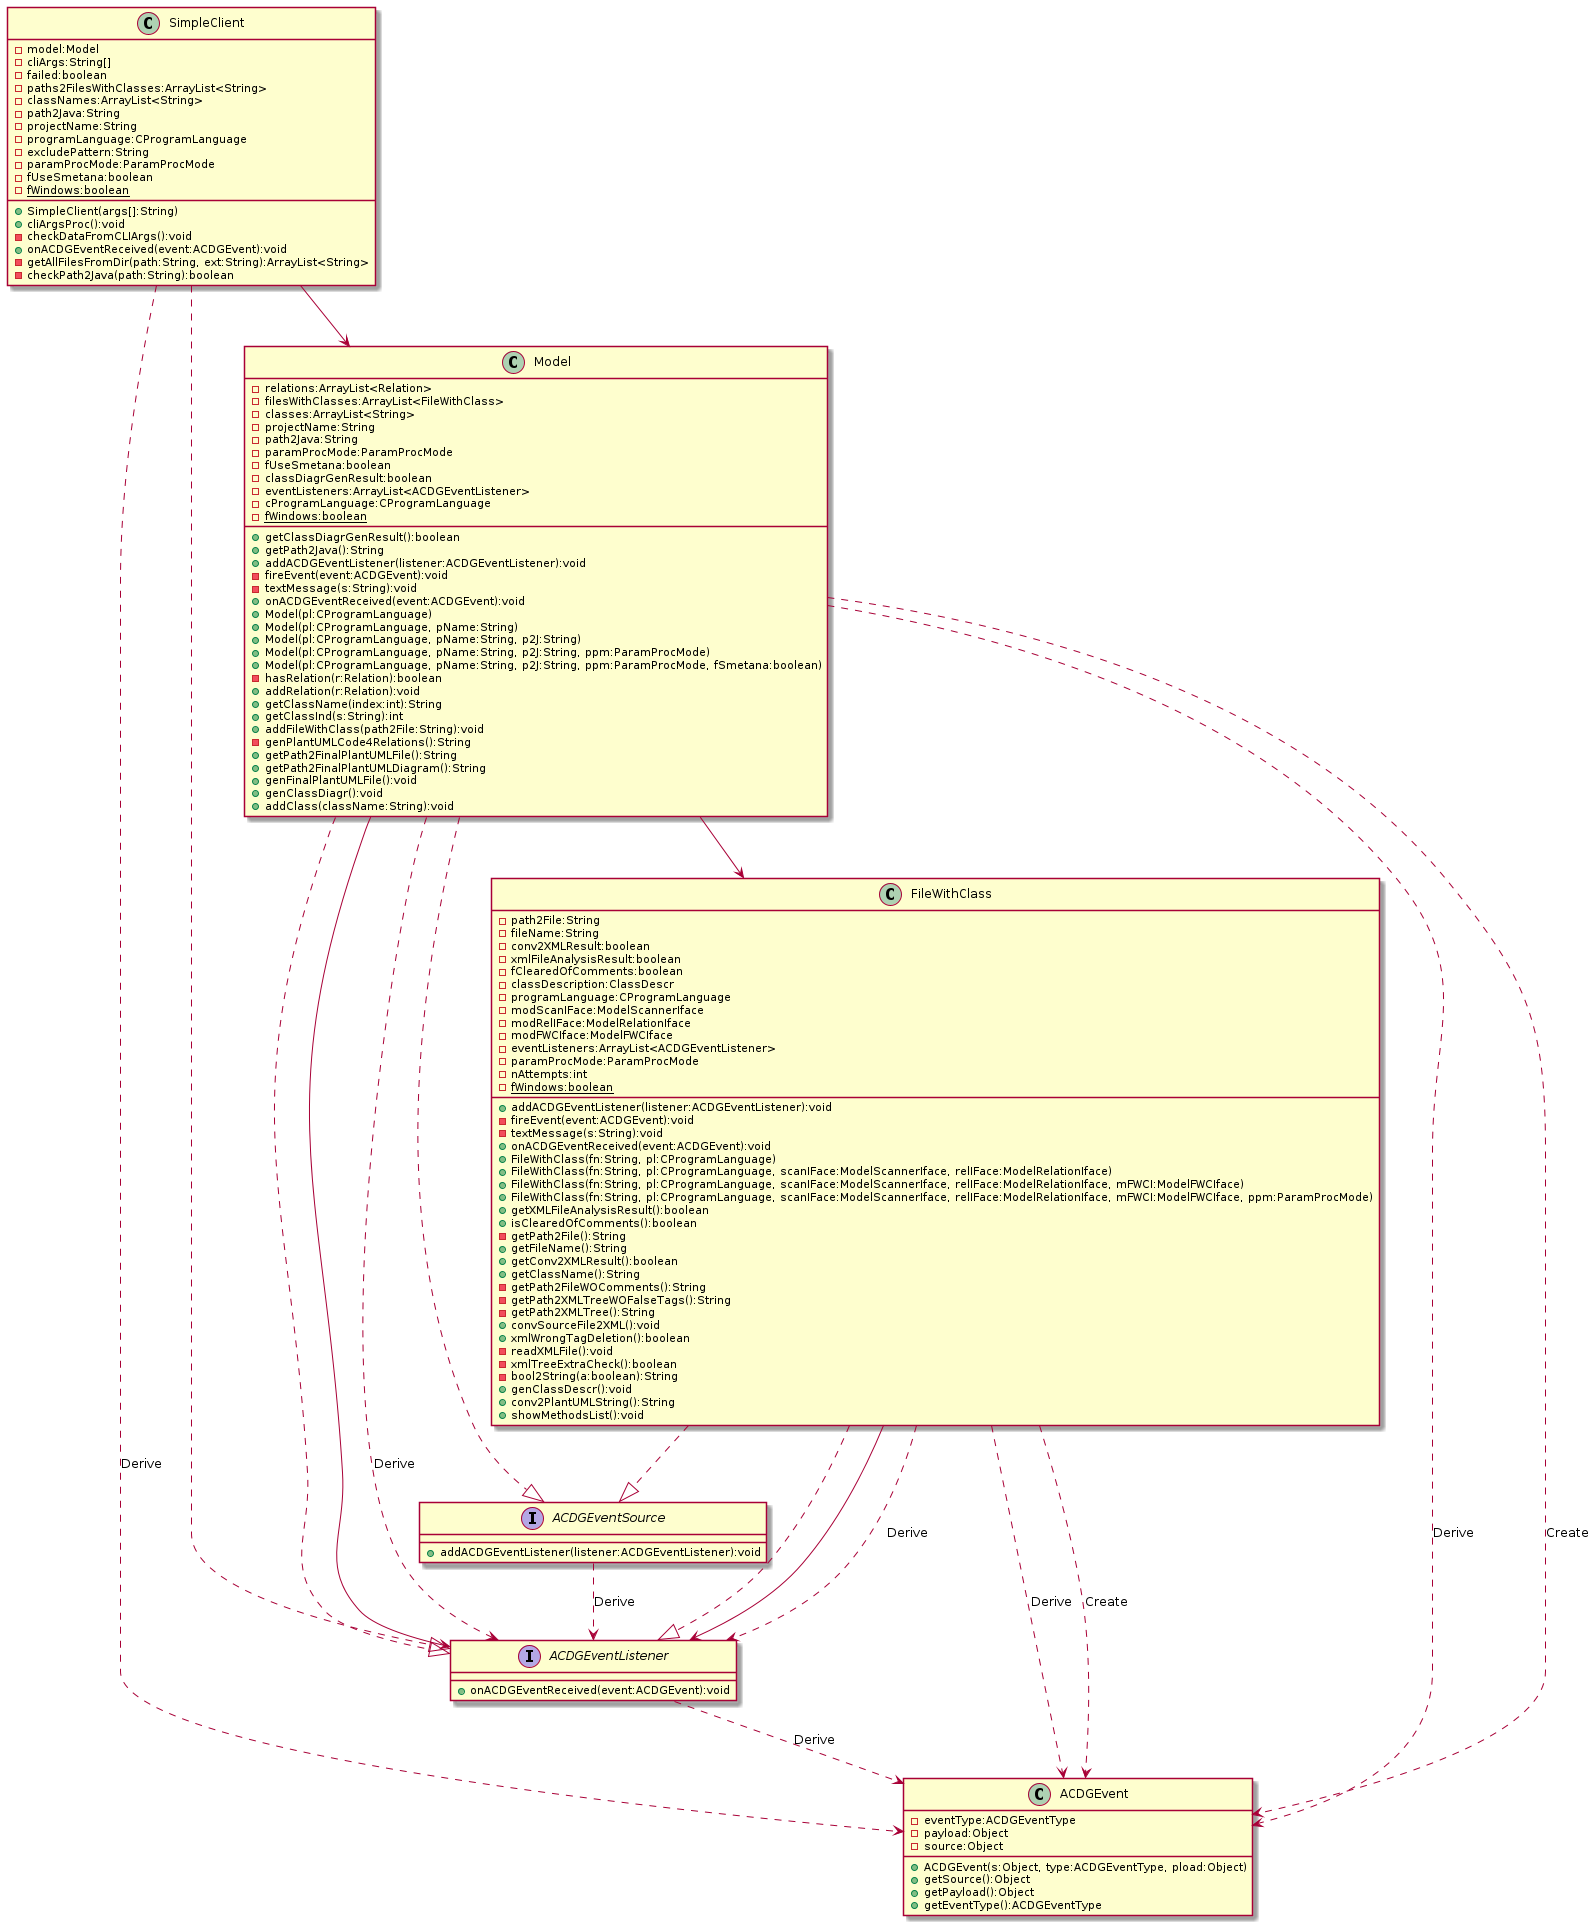 C SimpleClient
model:Model
cliArgs:String[]
failed:boolean
paths2FilesWithClasses:ArrayList<String>
classNames:ArrayList<String>
path2Java:String
projectName:String
programLanguage:CProgramLanguage
excludePattern:String
paramProcMode:ParamProcMode
fUseSmetana:boolean
fWindows:boolean
SimpleClient(args[]:String)
cliArgsProc():void
checkDataFromCLIArgs():void
onACDGEventReceived(event:ACDGEvent):void
getAllFilesFromDir(path:String, ext:String):ArrayList<String>
checkPath2Java(path:String):boolean
C Model
relations:ArrayList<Relation>
filesWithClasses:ArrayList<FileWithClass>
classes:ArrayList<String>
projectName:String
path2Java:String
paramProcMode:ParamProcMode
fUseSmetana:boolean
classDiagrGenResult:boolean
eventListeners:ArrayList<ACDGEventListener>
cProgramLanguage:CProgramLanguage
fWindows:boolean
getClassDiagrGenResult():boolean
getPath2Java():String
addACDGEventListener(listener:ACDGEventListener):void
fireEvent(event:ACDGEvent):void
textMessage(s:String):void
onACDGEventReceived(event:ACDGEvent):void
Model(pl:CProgramLanguage)
Model(pl:CProgramLanguage, pName:String)
Model(pl:CProgramLanguage, pName:String, p2J:String)
Model(pl:CProgramLanguage, pName:String, p2J:String, ppm:ParamProcMode)
Model(pl:CProgramLanguage, pName:String, p2J:String, ppm:ParamProcMode, fSmetana:boolean)
hasRelation(r:Relation):boolean
addRelation(r:Relation):void
getClassName(index:int):String
getClassInd(s:String):int
addFileWithClass(path2File:String):void
genPlantUMLCode4Relations():String
getPath2FinalPlantUMLFile():String
getPath2FinalPlantUMLDiagram():String
genFinalPlantUMLFile():void
genClassDiagr():void
addClass(className:String):void
C FileWithClass
path2File:String
fileName:String
conv2XMLResult:boolean
xmlFileAnalysisResult:boolean
fClearedOfComments:boolean
classDescription:ClassDescr
programLanguage:CProgramLanguage
modScanIFace:ModelScannerIface
modRelIFace:ModelRelationIface
modFWCIface:ModelFWCIface
eventListeners:ArrayList<ACDGEventListener>
paramProcMode:ParamProcMode
nAttempts:int
fWindows:boolean
addACDGEventListener(listener:ACDGEventListener):void
fireEvent(event:ACDGEvent):void
textMessage(s:String):void
onACDGEventReceived(event:ACDGEvent):void
FileWithClass(fn:String, pl:CProgramLanguage)
FileWithClass(fn:String, pl:CProgramLanguage, scanIFace:ModelScannerIface, relIFace:ModelRelationIface)
FileWithClass(fn:String, pl:CProgramLanguage, scanIFace:ModelScannerIface, relIFace:ModelRelationIface, mFWCI:ModelFWCIface)
FileWithClass(fn:String, pl:CProgramLanguage, scanIFace:ModelScannerIface, relIFace:ModelRelationIface, mFWCI:ModelFWCIface, ppm:ParamProcMode)
getXMLFileAnalysisResult():boolean
isClearedOfComments():boolean
getPath2File():String
getFileName():String
getConv2XMLResult():boolean
getClassName():String
getPath2FileWOComments():String
getPath2XMLTreeWOFalseTags():String
getPath2XMLTree():String
convSourceFile2XML():void
xmlWrongTagDeletion():boolean
readXMLFile():void
xmlTreeExtraCheck():boolean
bool2String(a:boolean):String
genClassDescr():void
conv2PlantUMLString():String
showMethodsList():void
Derive
Derive
I ACDGEventSource
addACDGEventListener(listener:ACDGEventListener):void
Derive
Derive
Create
Derive
Derive
Create
I ACDGEventListener
onACDGEventReceived(event:ACDGEvent):void
Derive
C ACDGEvent
eventType:ACDGEventType
payload:Object
source:Object
ACDGEvent(s:Object, type:ACDGEventType, pload:Object)
getSource():Object
getPayload():Object
getEventType():ACDGEventType